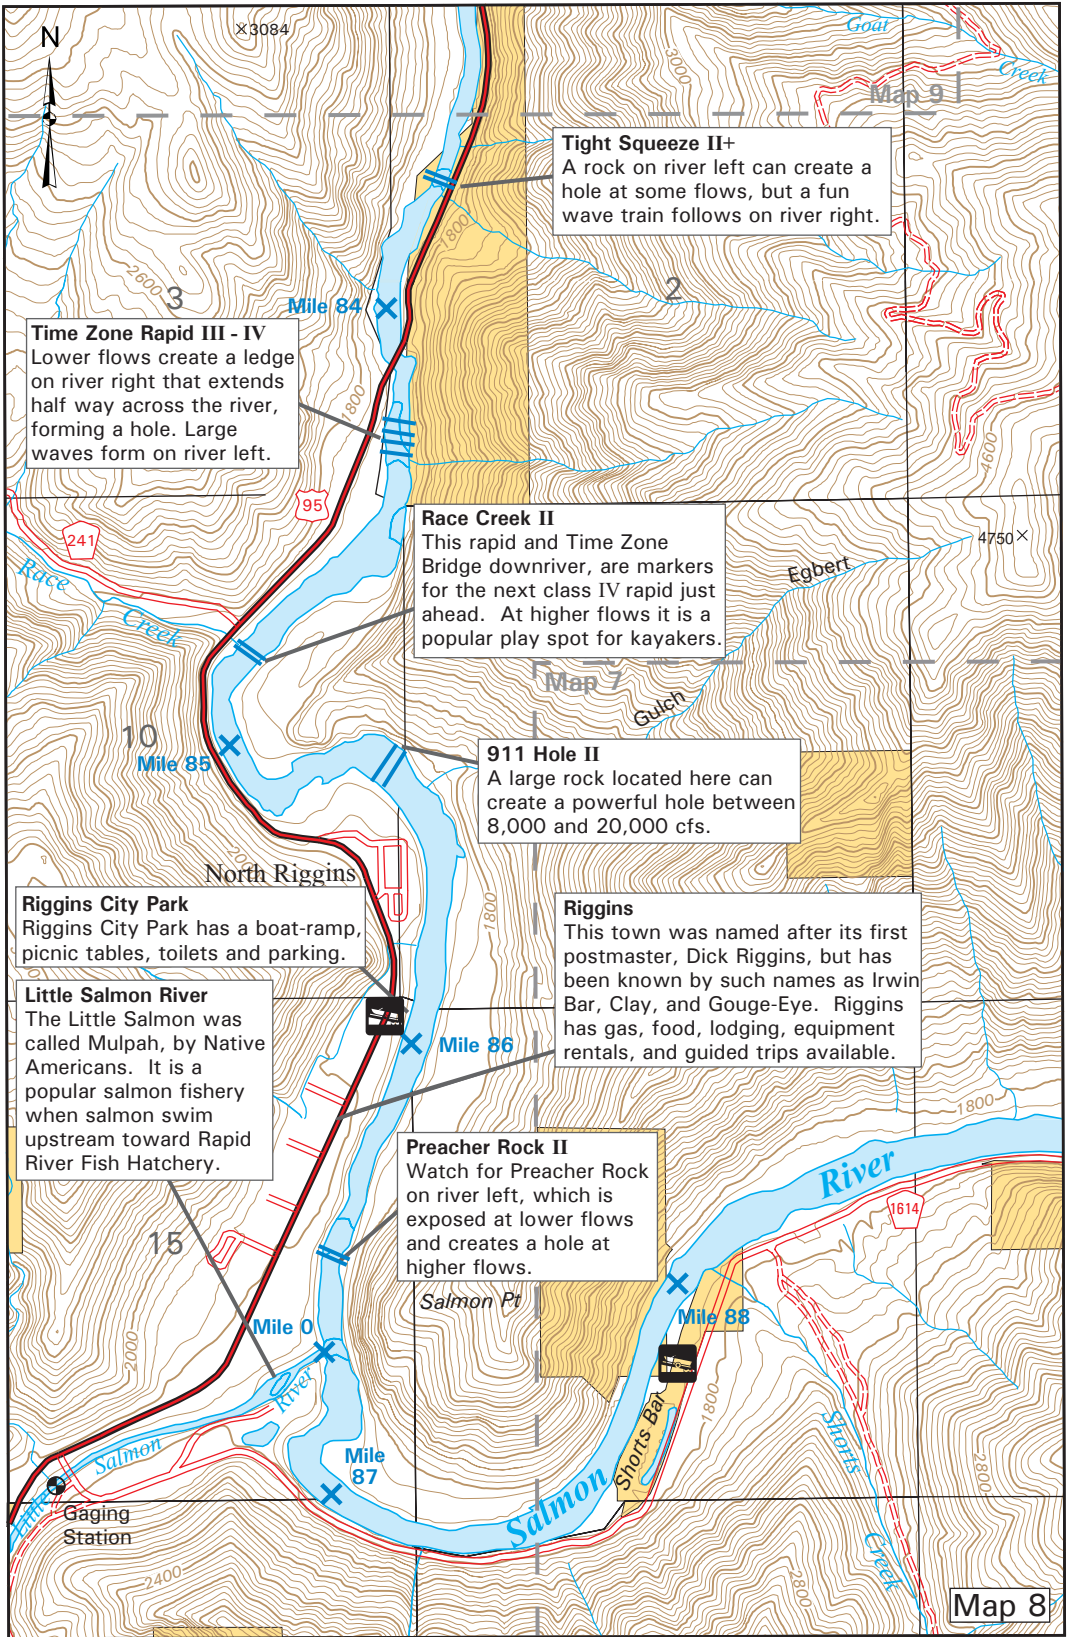 N
3084
Goat
Creek
3000
Map 9
Tight Squeeze II+
A rock on river left can create a
hole at some flows, but a fun
wave train follows on river right.
1800
2600
3
2
Mile 84
Time Zone Rapid III - IV
Lower flows create a ledge
on river right that extends
half way across the river,
forming a hole. Large
waves form on river left.
1800
4600
95
241
Race
Creek
Race Creek II
This rapid and Time Zone
Bridge downriver, are markers
for the next class IV rapid just
ahead. At higher flows it is a
popular play spot for kayakers.
4750
Egbert
Gulch
Map 7
10
Mile 85
911 Hole II
A large rock located here can
create a powerful hole between
8,000 and 20,000 cfs.
North Riggins
1800
Riggins City Park
Riggins City Park has a boat-ramp,
picnic tables, toilets and parking.
Riggins
This town was named after its first
postmaster, Dick Riggins, but has
been known by such names as Irwin
Bar, Clay, and Gouge-Eye. Riggins
has gas, food, lodging, equipment
rentals, and guided trips available.
Little Salmon River
The Little Salmon was
called Mulpah, by Native
Americans. It is a
popular salmon fishery
when salmon swim
upstream toward Rapid
River Fish Hatchery.
Mile 86
1800
Preacher Rock II
Watch for Preacher Rock
on river left, which is
exposed at lower flows
and creates a hole at
higher flows.
River
1614
15
Salmon Pt
Mile 0
Mile 88
2000
River
Salmon
Little
Shorts Bar
1800
Shorts
Creek
Mile
87
Salmon
2800
Gaging
Station
2400
2800
Map 8